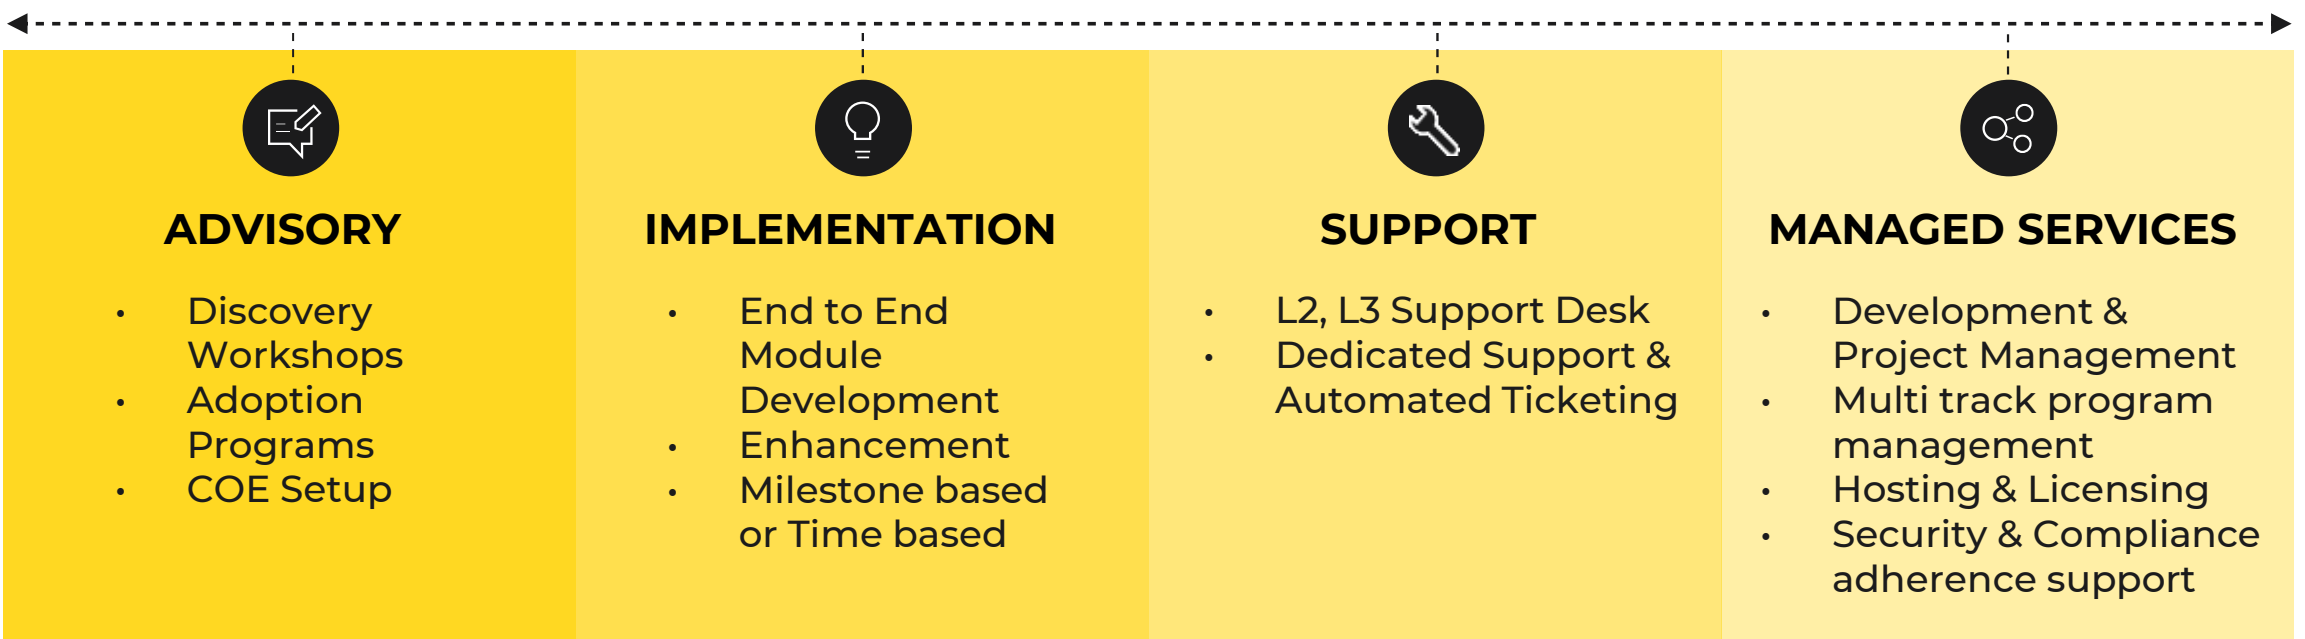 ADVISORY
• Discovery
Workshops
• Adoption
Programs
• COE Setup
IMPLEMENTATION
• End to End
Module
Development
• Enhancement
• Milestone based
or Time based
SUPPORT
• L2, L3 Support Desk
• Dedicated Support &
Automated Ticketing
MANAGED SERVICES
• Development &
Project Management
• Multi track program
management
• Hosting & Licensing
• Security & Compliance
adherence support